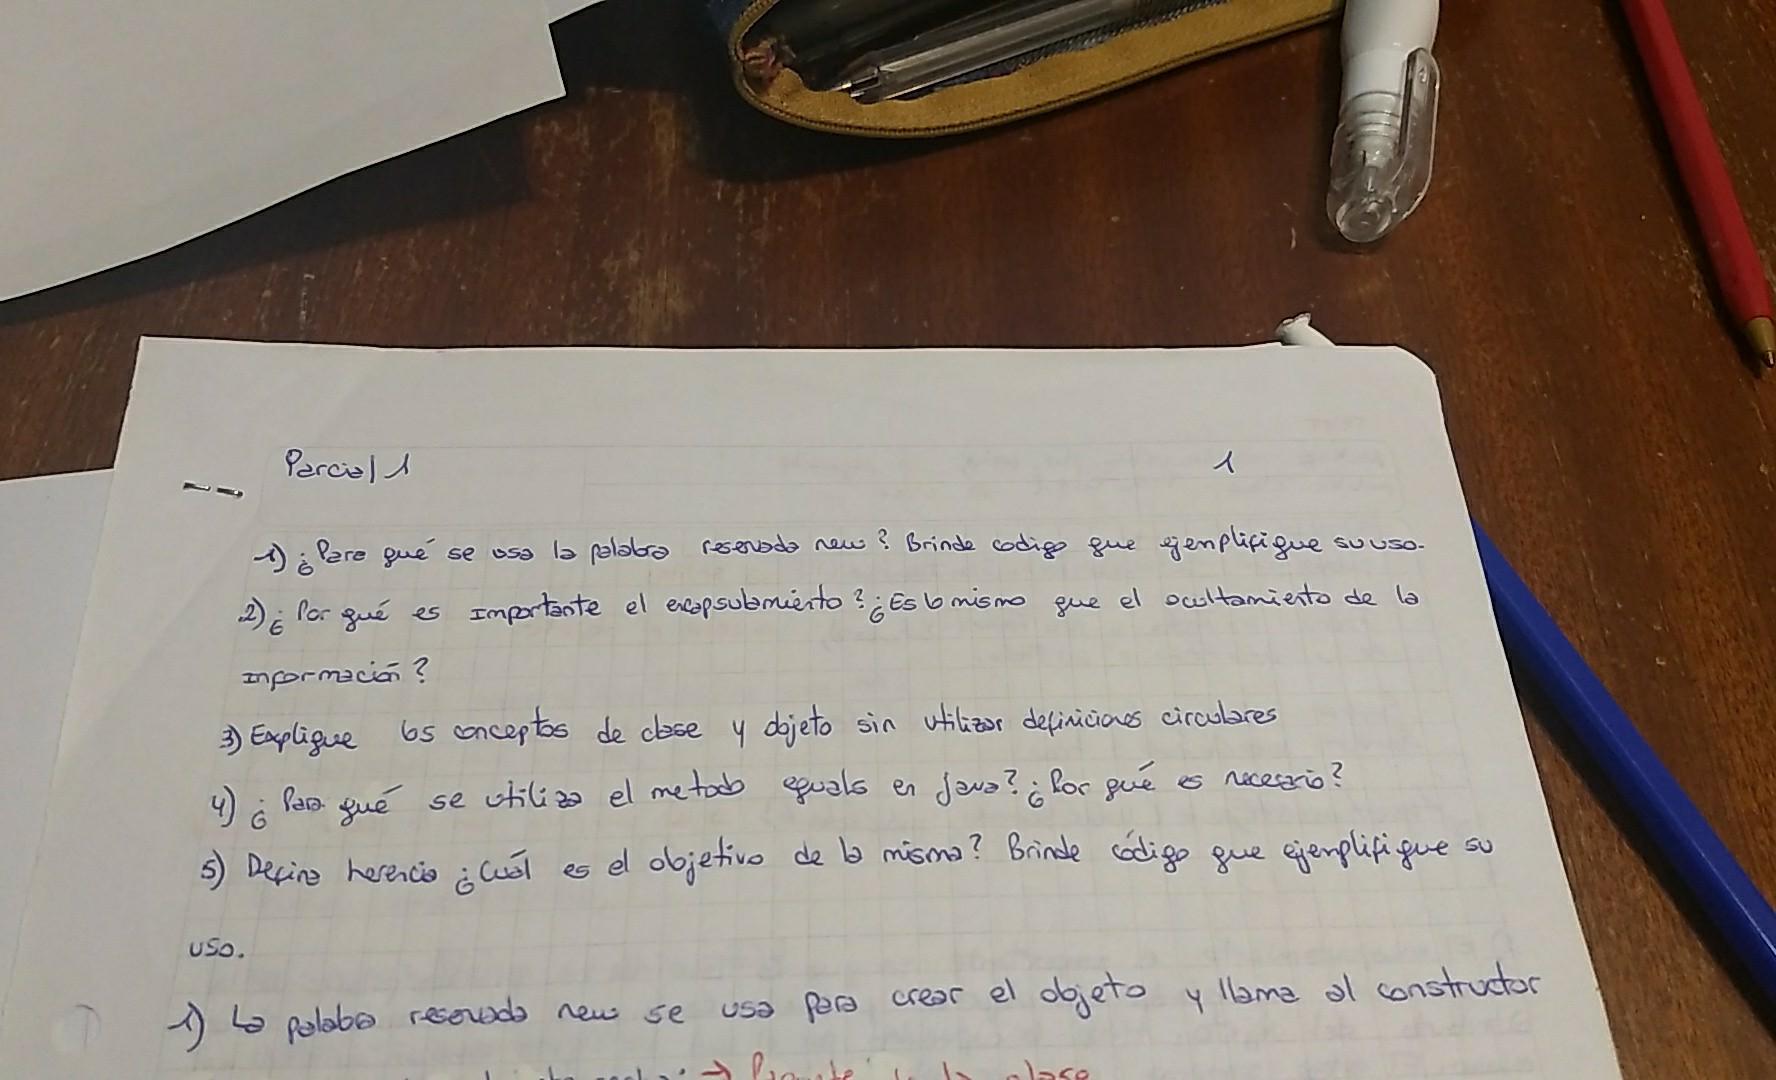 Parcial 1
1
1) ¿Para qué se usa la palabra reservada new? Brinde codigo que ejemplifique su uso.
2) ¿Por qué es importante el encapsulamiento? ¿Es lo mismo que el ocultamiento de la
información?
3) Explique los conceptos de clase y objeto sin utilizar definiciones circulares
4) ¿Para qué se utiliza el metodo equals en Java? ¿Por qué es necesario?
5) Defina herencia ¿Cuál es el objetivo de la misma? Brinde código que ejemplifique su
uso.
1) La palabra reservada new se usa para crear el objeto y llama al constructor
→ la clase